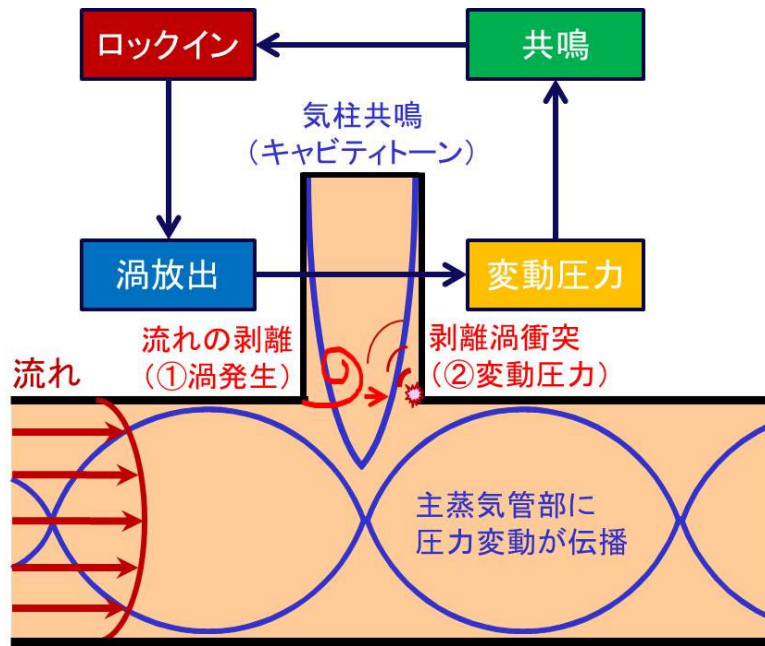 ロックイン
共鳴
気柱共鳴
（キャビティトーン）
渦放出
変動圧力
流れの剥離
（①渦発生）
剥離渦衝突
（②変動圧力）
流れ
主蒸気管部に
圧力変動が伝播